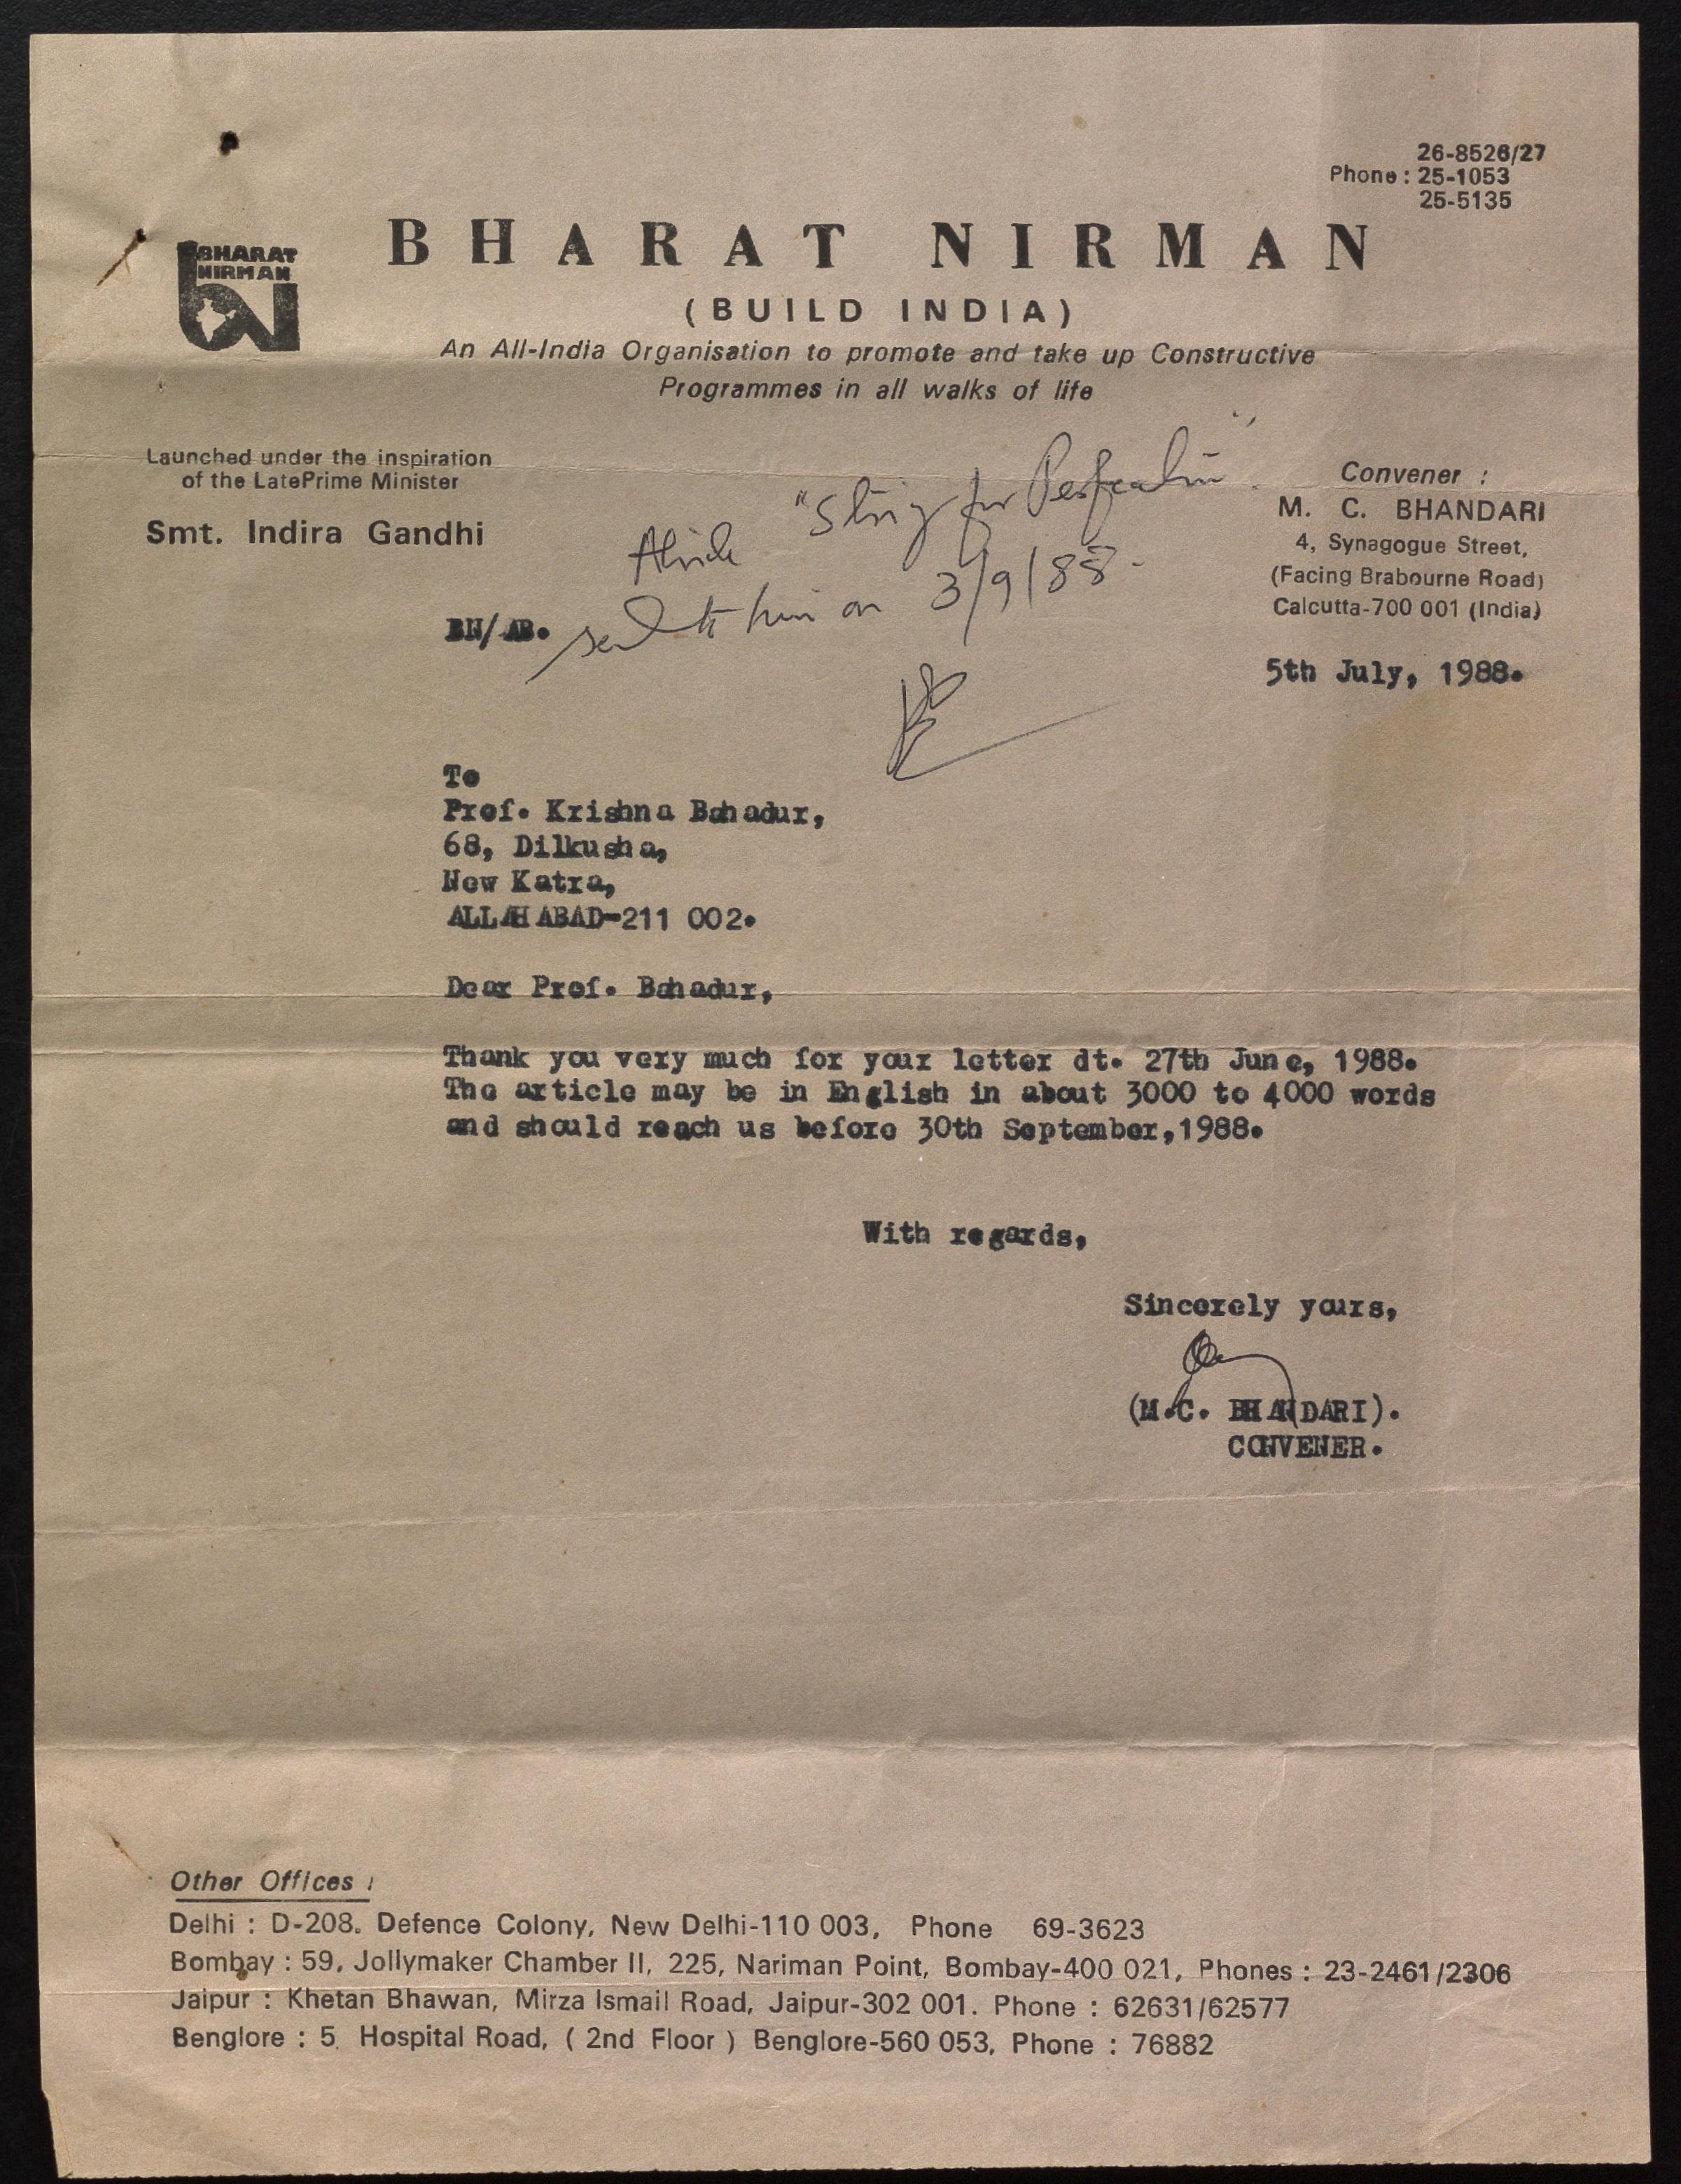 26-8526/27
Phone : 25-1053
25-5135
BHARAT
NIRMAN
BHARAT NIRMAN
(BUILD INDIA)
An All-India Organisation to promote and take up Constructive
Programmes in all walks of life
Launched under the inspiration
of the LatePrime Minister
Smt. Indira Gandhi
Convener :
M. C. BHANDARI
4, Synagogue Street,
(Facing Brabourne Road)
Calcutta-700 001 (India)
for Perfection"
sent to him on 3/9/88.
BN/AB.
5th July, 1988.
To
Prof. Krishna Bahadur,
68, Dilkusha,
New Katra,
ALLAHABAD-211 002.
Dear Prof. Bahadur,
Thank you very much for your letter dt. 27th June, 1988.
The article may be in English in about 3000 to 4000 words
and should reach us before 30th September,1988.
With regards,
Sincerely yours,
(M.C. BHANDARI).
CONVENER.
Other Offices :
Delhi : D-208. Defence Colony, New Delhi-110 003, Phone 69-3623
Bombay : 59, Jollymaker Chamber II, 225, Nariman Point, Bombay-400 021, Phones : 23-2461/2306
Jaipur : Khetan Bhawan, Mirza Ismail Road, Jaipur-302 001. Phone : 62631/62577
Benglore : 5. Hospital Road, ( 2nd Floor ) Benglore-560 053, Phone : 76882